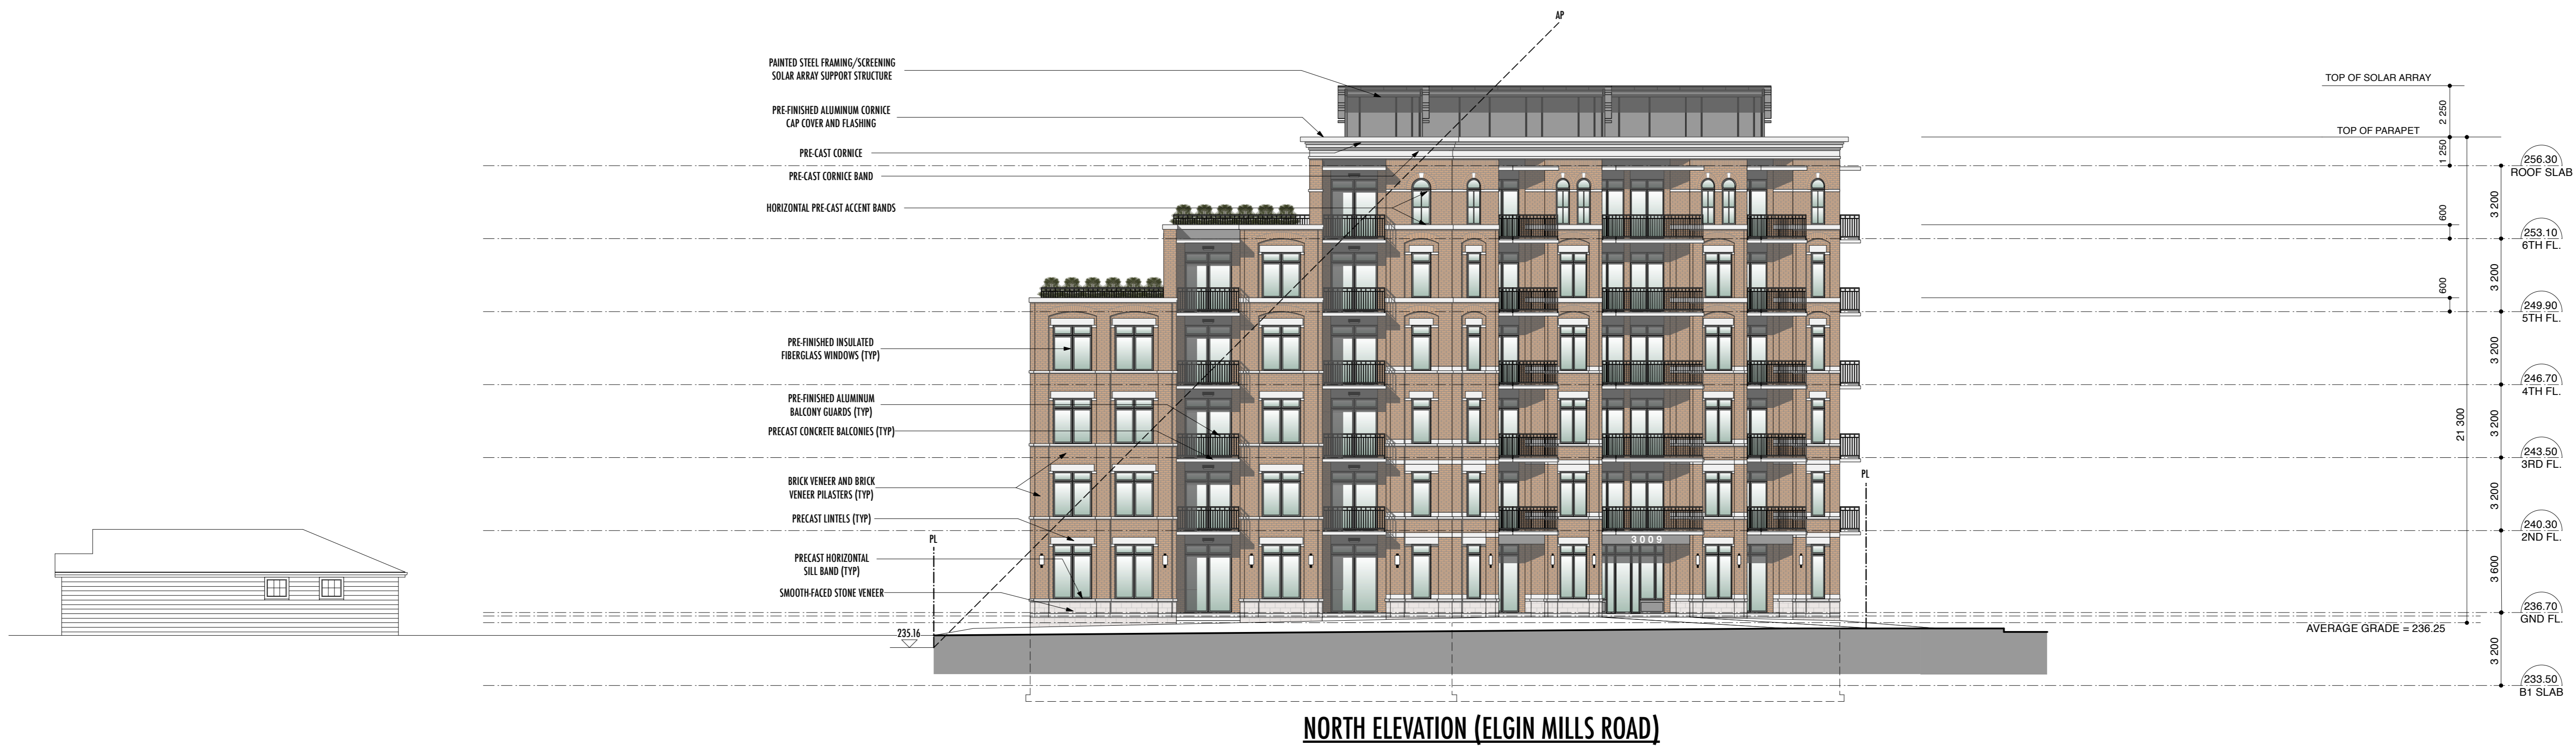 AP
PAINTED STEEL FRAMING/SCREENING
SOLAR ARRAY SUPPORT STRUCTURE
PRE-FINISHED ALUMINUM CORNICE
CAP COVER AND FLASHING
PRE-CAST CORNICE
PRE-CAST CORNICE BAND
HORIZONTAL PRE-CAST ACCENT BANDS
PRE-FINISHED INSULATED
FIBERGLASS WINDOWS (TYP)
PRE-FINISHED ALUMINUM
BALCONY GUARDS (TYP)
PRECAST CONCRETE BALCONIES (TYP)
BRICK VENEER AND BRICK
VENEER PILASTERS (TYP)
PRECAST LINTELS (TYP)
PL
PRECAST HORIZONTAL
SILL BAND (TYP)
SMOOTH-FACED STONE VENEER
235.16
3009
PL
TOP OF SOLAR ARRAY
2 250
TOP OF PARAPET
1 250
256.30
ROOF SLAB
3 200
600
253.10
6TH FL.
3 200
600
249.90
5TH FL.
3 200
246.70
4TH FL.
21 300
3 200
243.50
3RD FL.
3 200
240.30
2ND FL.
3 600
236.70
GND FL.
AVERAGE GRADE = 236.25
3 200
233.50
B1 SLAB
NORTH ELEVATION (ELGIN MILLS ROAD)